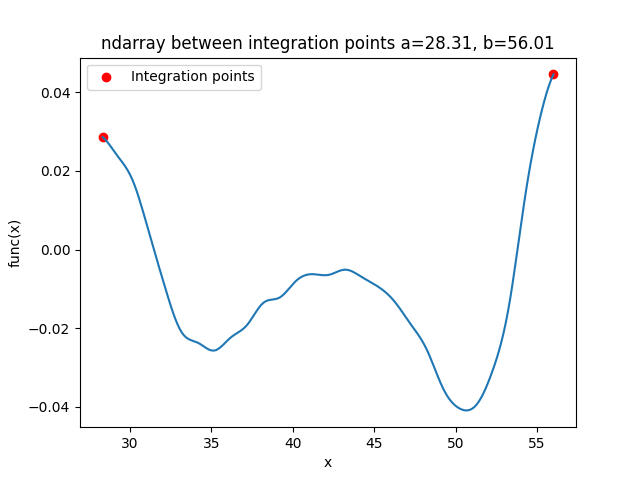 ndarray between integration points a=28.31, b=56.01
Integration points
func(x)
0.04
0.02
0.00
−0.02
−0.04
30 35 40 45 50 55
x